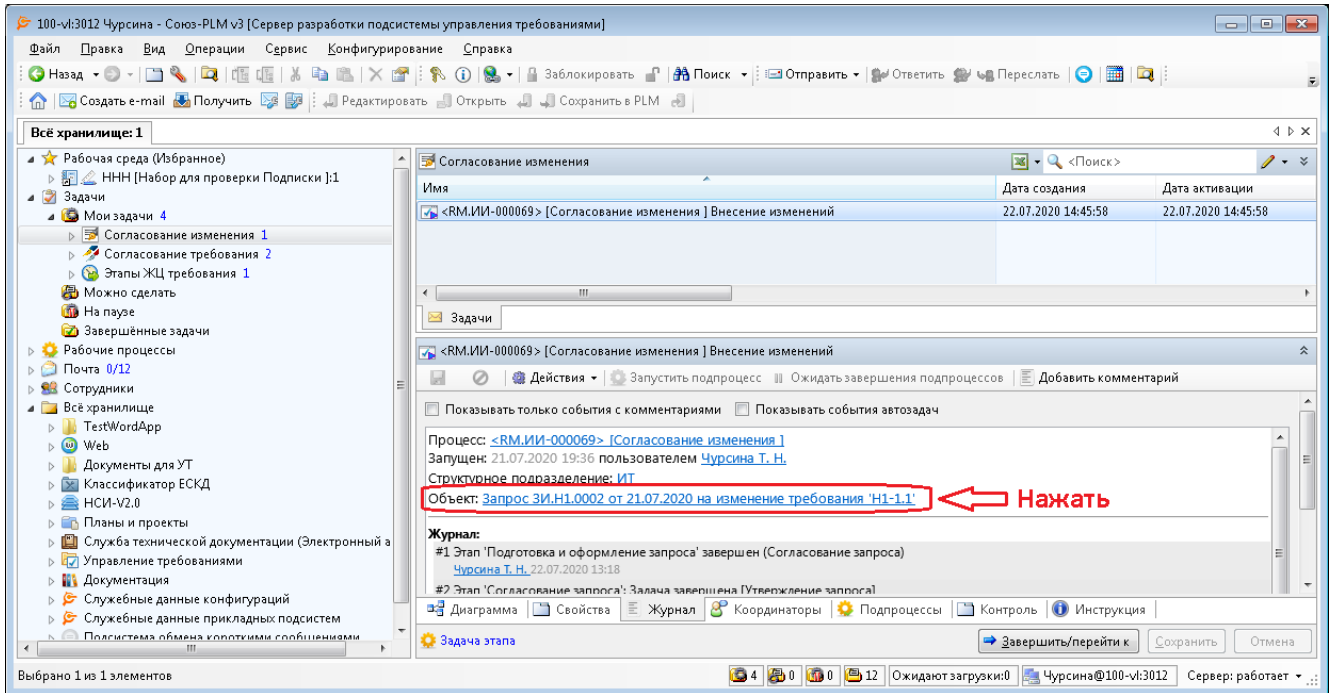 100-vl:3012 Чурсина - Союз-PLM v3 [Сервер разработки подсистемы управления требованиями]
Файл Правка Вид Операции Сервис Конфигурирование Справка
Назад Заблокировать Поиск Отправить Ответить Переслать
Создать e-mail Получить Редактировать Открыть Сохранить в PLM
Всё хранилище: 1
Рабочая среда (Избранное)
ННН [Набор для проверки Подписки ]:1
Задачи
Мои задачи 4
Согласование изменения 1
Согласование требования 2
Этапы ЖЦ требования 1
Можно сделать
На паузе
Завершённые задачи
Рабочие процессы
Почта 0/12
Сотрудники
Всё хранилище
TestWordApp
Web
Документы для УТ
Классификатор ЕСКД
НСИ-V2.0
Планы и проекты
Служба технической документации (Электронный а
Управление требованиями
Документация
Служебные данные конфигураций
Служебные данные прикладных подсистем
Подсистема обмена короткими сообщениями
Согласование изменения <Поиск>
Имя Дата создания Дата активации
<RM.ИИ-000069> [Согласование изменения ] Внесение изменений 22.07.2020 14:45:58 22.07.2020 14:45:58
Задачи
<RM.ИИ-000069> [Согласование изменения ] Внесение изменений
Действия Запустить подпроцесс Ожидать завершения подпроцессов Добавить комментарий
Показывать только события с комментариями Показывать события автозадач
Процесс: <RM.ИИ-000069> [Согласование изменения ]
Запущен: 21.07.2020 19:36 пользователем Чурсина Т. Н.
Структурное подразделение: ИТ
Объект: Запрос ЗИ.Н1.0002 от 21.07.2020 на изменение требования 'Н1-1.1' Нажать
Журнал:
#1 Этап 'Подготовка и оформление запроса' завершен (Согласование запроса)
Чурсина Т. Н. 22.07.2020 13:18
#2 Этап 'Согласование запроса': Задача завершена [Утверждение запроса]
Диаграмма Свойства Журнал Координаторы Подпроцессы Контроль Инструкция
Задача этапа Завершить/перейти к Сохранить Отмена
Выбрано 1 из 1 элементов 4 0 0 12 Ожидают загрузки:0 Чурсина@100-vl:3012 Сервер: работает